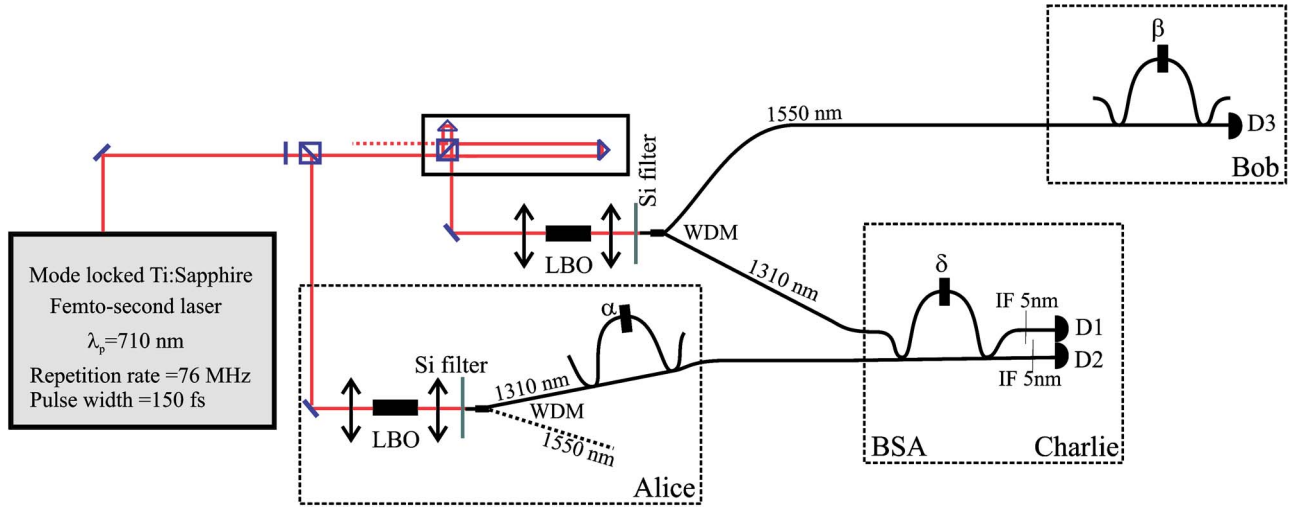 β
1550 nm
D3
Bob
Si filter
WDM
LBO
1310 nm
Mode locked Ti:Sapphire
Femto-second laser
λp=710 nm
Repetition rate =76 MHz
Pulse width =150 fs
α
Si filter
1310 nm
WDM
LBO
1550 nm
Alice
δ
IF 5nm
D1
D2
IF 5nm
BSA
Charlie